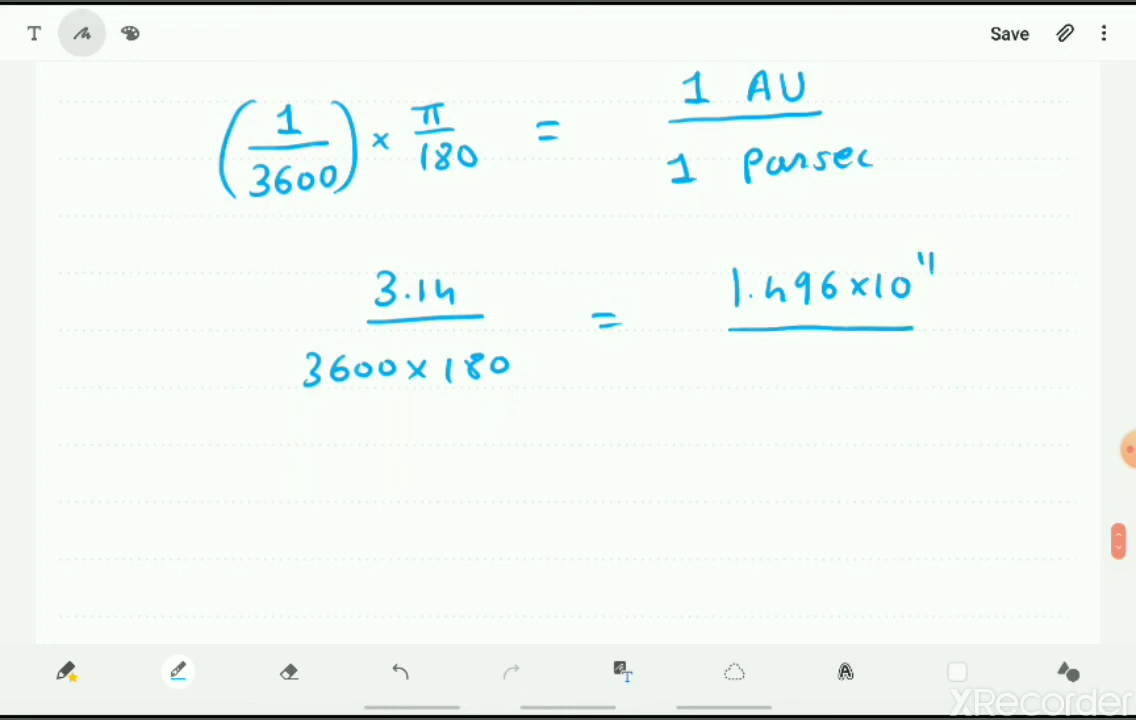 T Save
(1/3600) × π/180 = 1 AU / 1 Parsec
3.14 / 3600×180 = 1.496×10¹¹
T A
XRecorder